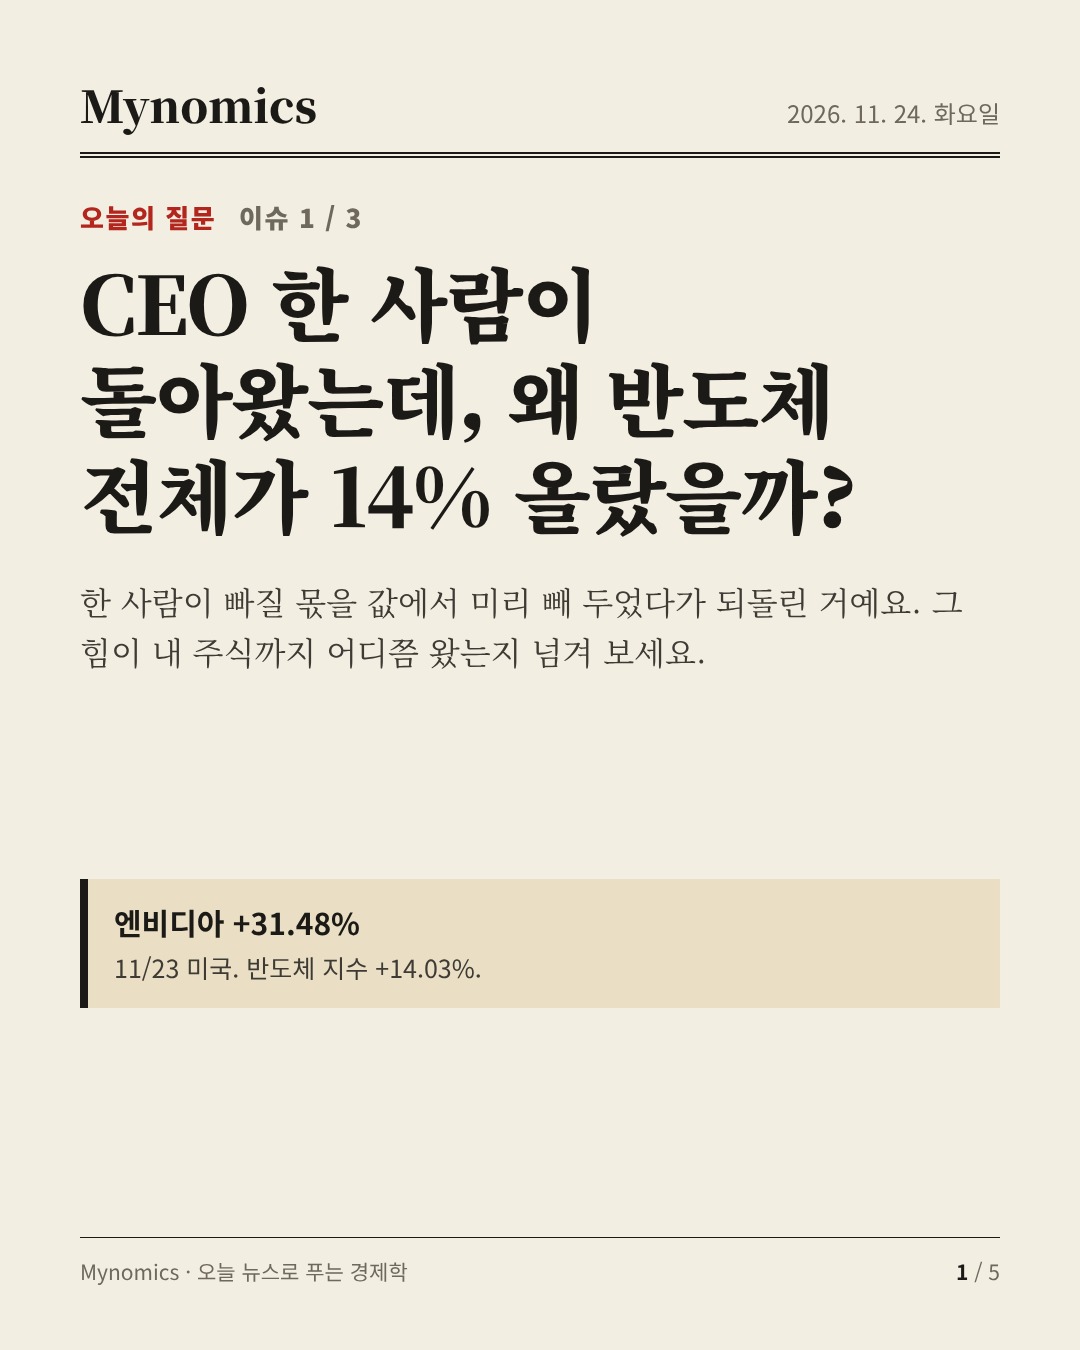 Mynomics
2026. 11. 24. 화요일
오늘의 질문 이슈 1 / 3
CEO 한 사람이
돌아왔는데, 왜 반도체
전체가 14% 올랐을까?
한 사람이 빠질 몫을 값에서 미리 빼 두었다가 되돌린 거예요. 그
힘이 내 주식까지 어디쯤 왔는지 넘겨 보세요.
엔비디아 +31.48%
11/23 미국. 반도체 지수 +14.03%.
Mynomics · 오늘 뉴스로 푸는 경제학
1 / 5